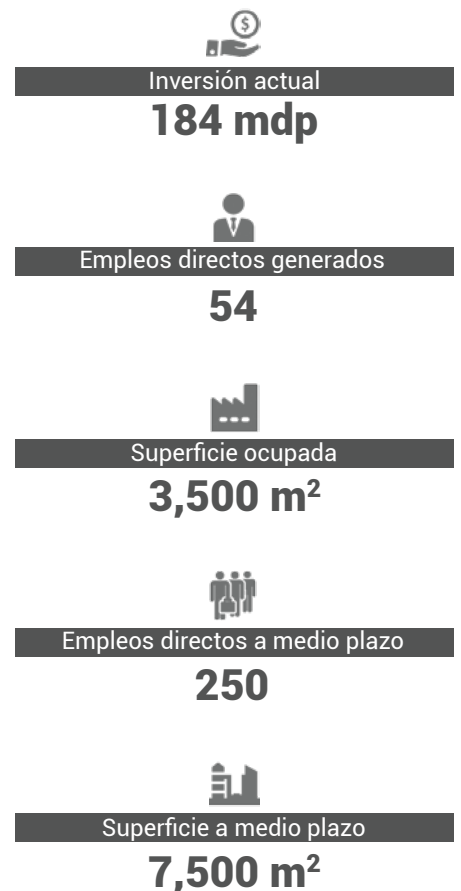 $
Inversión actual
184 mdp
Empleos directos generados
54
Superficie ocupada
3,500 m²
Empleos directos a medio plazo
250
Superficie a medio plazo
7,500 m²